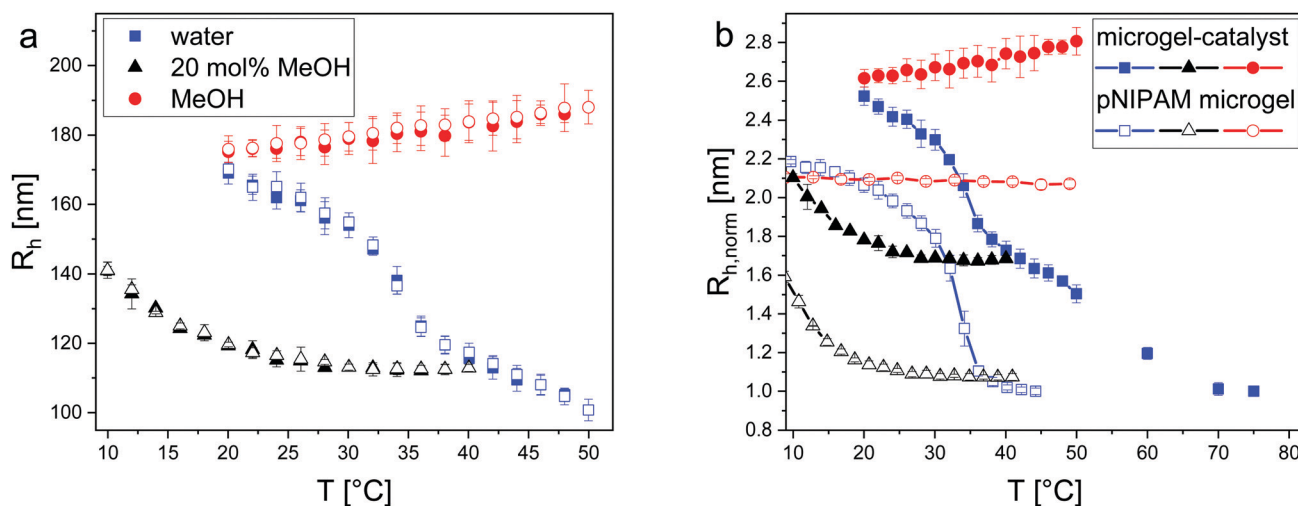 a
water
20 mol% MeOH
MeOH
200
180
160
140
120
100
R_h [nm]
10 15 20 25 30 35 40 45 50
T [°C]
b
microgel-catalyst
pNIPAM microgel
2.8
2.6
2.4
2.2
2.0
1.8
1.6
1.4
1.2
1.0
0.8
R_h,norm [nm]
10 20 30 40 50 60 70 80
T [°C]